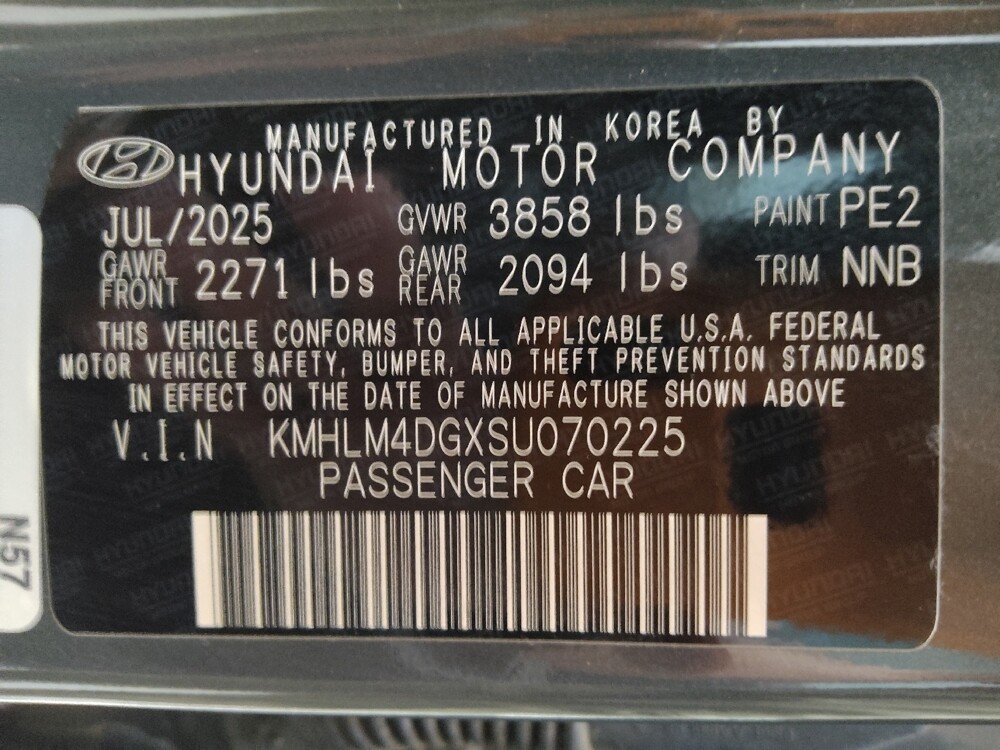 MANUFACTURED IN KOREA BY
HYUNDAI MOTOR COMPANY
JUL/2025 GVWR 3858 lbs PAINT PE2
GAWR FRONT 2271 lbs GAWR REAR 2094 lbs TRIM NNB
THIS VEHICLE CONFORMS TO ALL APPLICABLE U.S.A. FEDERAL
MOTOR VEHICLE SAFETY, BUMPER, AND THEFT PREVENTION STANDARDS
IN EFFECT ON THE DATE OF MANUFACTURE SHOWN ABOVE
V.I.N KMHLM4DGXSU070225
PASSENGER CAR
N57